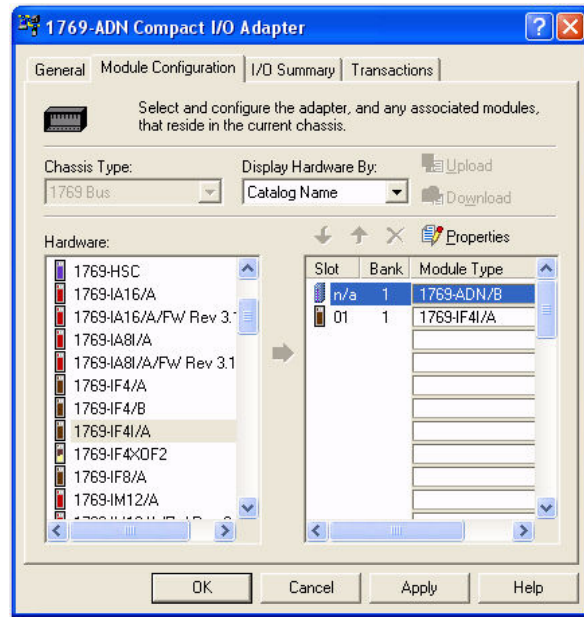 1769-ADN Compact I/O Adapter
General Module Configuration I/O Summary Transactions
Select and configure the adapter, and any associated modules,
that reside in the current chassis.
Chassis Type:
1769 Bus
Display Hardware By:
Catalog Name
Upload
Download
Hardware:
Properties
1769-HSC
1769-IA16/A
1769-IA16/A/FW Rev 3.
1769-IA8I/A
1769-IA8I/A/FW Rev 3.1
1769-IF4/A
1769-IF4/B
1769-IF4I/A
1769-IF4XOF2
1769-IF8/A
1769-IM12/A
Slot Bank Module Type
n/a 1 1769-ADN/B
01 1 1769-IF4I/A
OK Cancel Apply Help